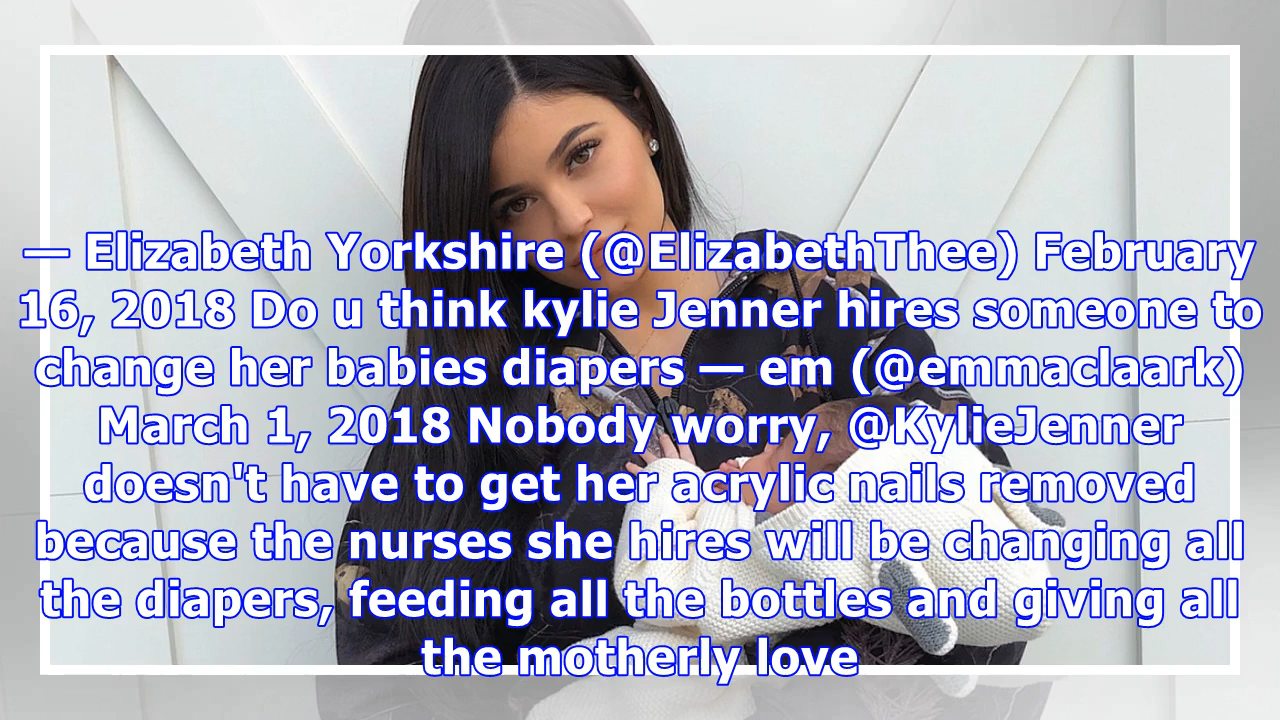 — Elizabeth Yorkshire (@ElizabethThee) February
16, 2018 Do u think kylie Jenner hires someone to
change her babies diapers — em (@emmaclaark)
March 1, 2018 Nobody worry, @KylieJenner
doesn't have to get her acrylic nails removed
because the nurses she hires will be changing all
the diapers, feeding all the bottles and giving all
the motherly love